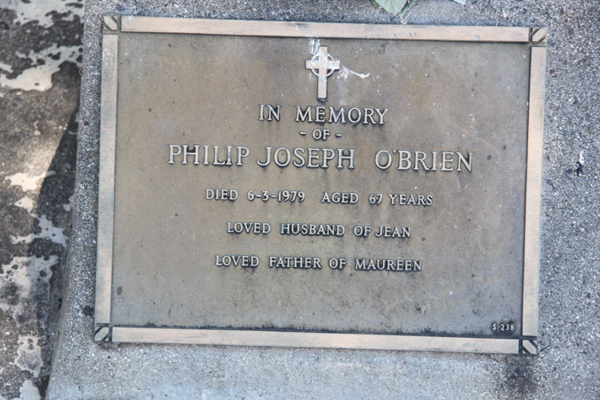 IN MEMORY
- OF -
PHILIP JOSEPH O'BRIEN
DIED 6-3-1979 AGED 67 YEARS
LOVED HUSBAND OF JEAN
LOVED FATHER OF MAUREEN
S 238